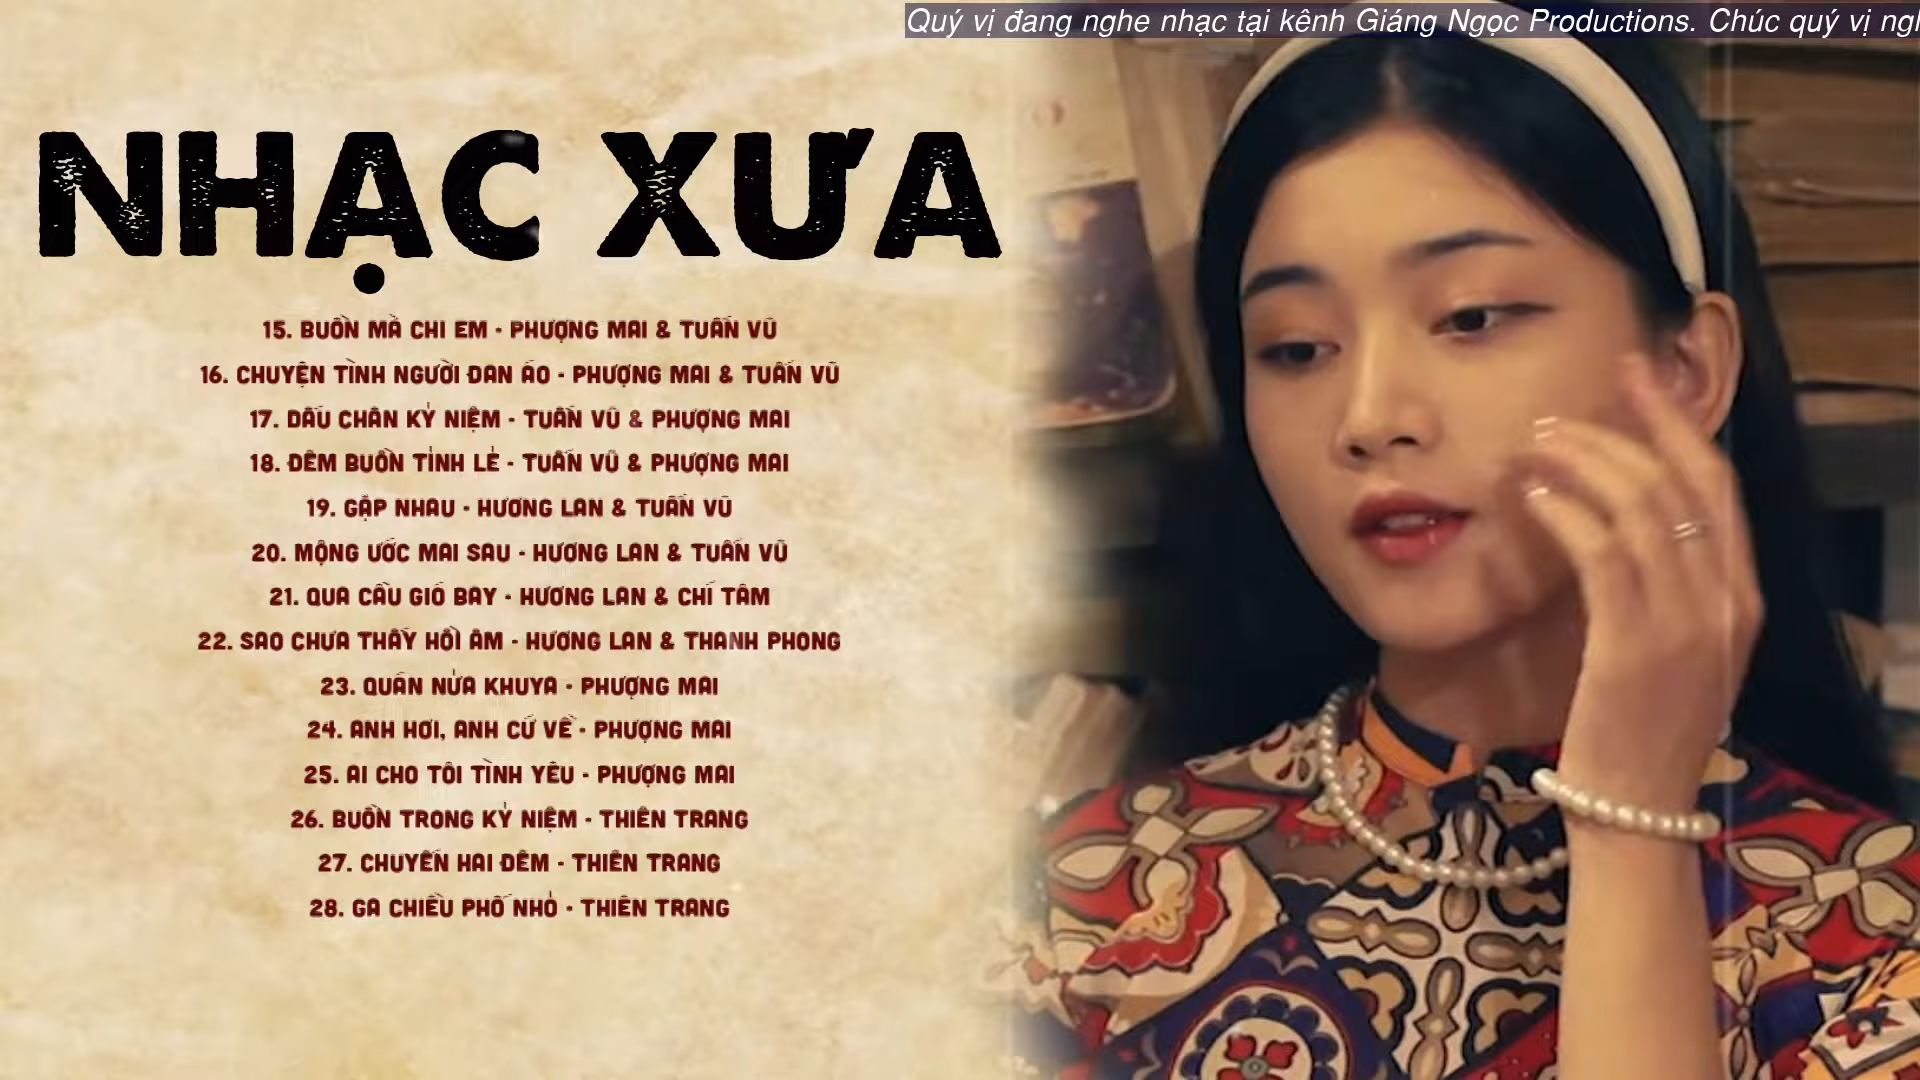 Quý vị đang nghe nhạc tại kênh Giáng Ngọc Productions. Chúc quý vị
NHẠC XƯA
15. BUỒN MÀ CHI EM - PHƯỢNG MAI & TUẤN VŨ
16. CHUYỆN TÌNH NGƯỜI ĐAN ÁO - PHƯỢNG MAI & TUẤN VŨ
17. DẤU CHÂN KỶ NIỆM - TUẤN VŨ & PHƯỢNG MAI
18. ĐÊM BUỒN TỈNH LẺ - TUẤN VŨ & PHƯỢNG MAI
19. GẶP NHAU - HƯƠNG LAN & TUẤN VŨ
20. MỘNG ƯỚC MAI SAU - HƯƠNG LAN & TUẤN VŨ
21. QUA CẦU GIÓ BAY - HƯƠNG LAN & CHÍ TÂM
22. SAO CHƯA THẤY HỒI ÂM - HƯƠNG LAN & THANH PHONG
23. QUÁN NỬA KHUYA - PHƯỢNG MAI
24. ANH HƠI, ANH CỨ VỀ - PHƯỢNG MAI
25. AI CHO TÔI TÌNH YÊU - PHƯỢNG MAI
26. BUỒN TRONG KỶ NIỆM - THIÊN TRANG
27. CHUYẾN HAI ĐÊM - THIÊN TRANG
28. GA CHIỀU PHỐ NHỎ - THIÊN TRANG